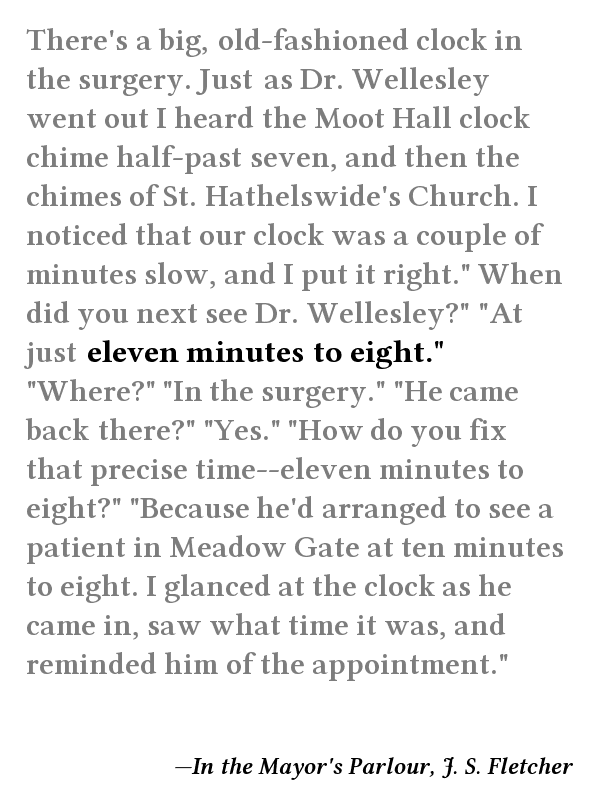 There's a big, old-fashioned clock in
the surgery. Just as Dr. Wellesley
went out I heard the Moot Hall clock
chime half-past seven, and then the
chimes of St. Hathelswide's Church. I
noticed that our clock was a couple of
minutes slow, and I put it right." When
did you next see Dr. Wellesley?" "At
just eleven minutes to eight."
"Where?" "In the surgery." "He came
back there?" "Yes." "How do you fix
that precise time--eleven minutes to
eight?" "Because he'd arranged to see a
patient in Meadow Gate at ten minutes
to eight. I glanced at the clock as he
came in, saw what time it was, and
reminded him of the appointment."
—In the Mayor's Parlour, J. S. Fletcher